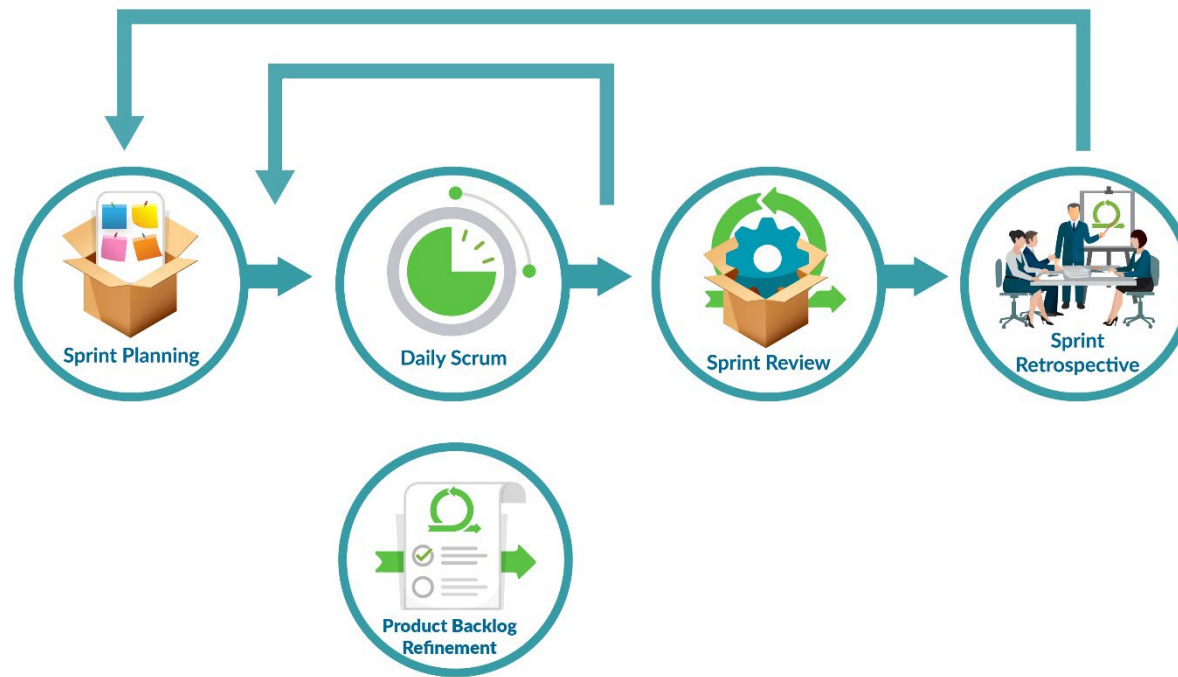 Sprint Planning
Daily Scrum
Sprint Review
Sprint
Retrospective
Product Backlog
Refinement